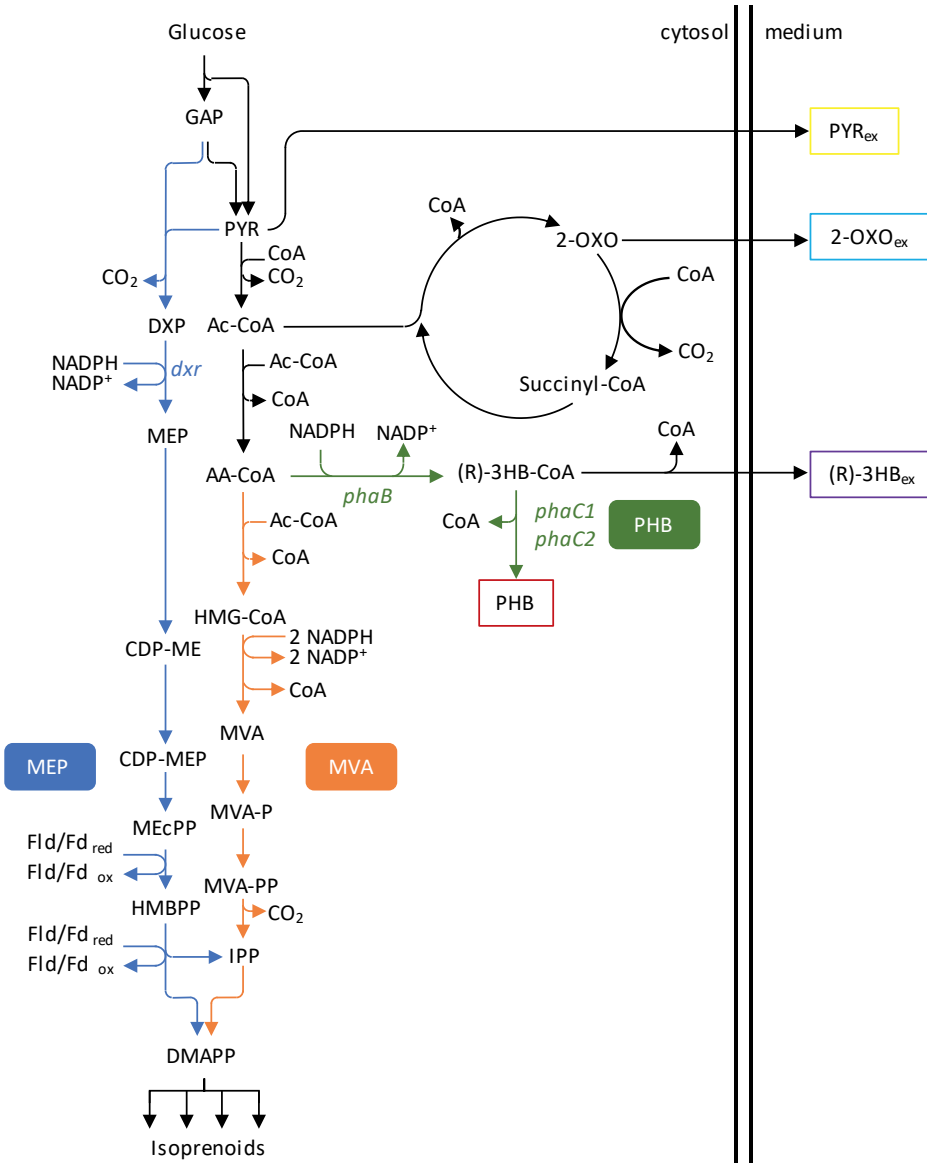 Glucose
cytosol
medium
GAP
PYRex
PYR
CoA
CO2
CoA
2-OXO
2-OXOex
CO2
CoA
DXP
Ac-CoA
CO2
NADPH
NADP+
dxr
Ac-CoA
CoA
Succinyl-CoA
MEP
NADPH
NADP+
CoA
AA-CoA
phaB
(R)-3HB-CoA
(R)-3HBex
Ac-CoA
CoA
CoA
phaC1
phaC2
PHB
PHB
HMG-CoA
2 NADPH
2 NADP+
CoA
CDP-ME
MVA
MEP
CDP-MEP
MVA
MVA-P
MEcPP
Fld/Fd red
Fld/Fd ox
MVA-PP
CO2
HMBPP
Fld/Fd red
Fld/Fd ox
IPP
DMAPP
Isoprenoids